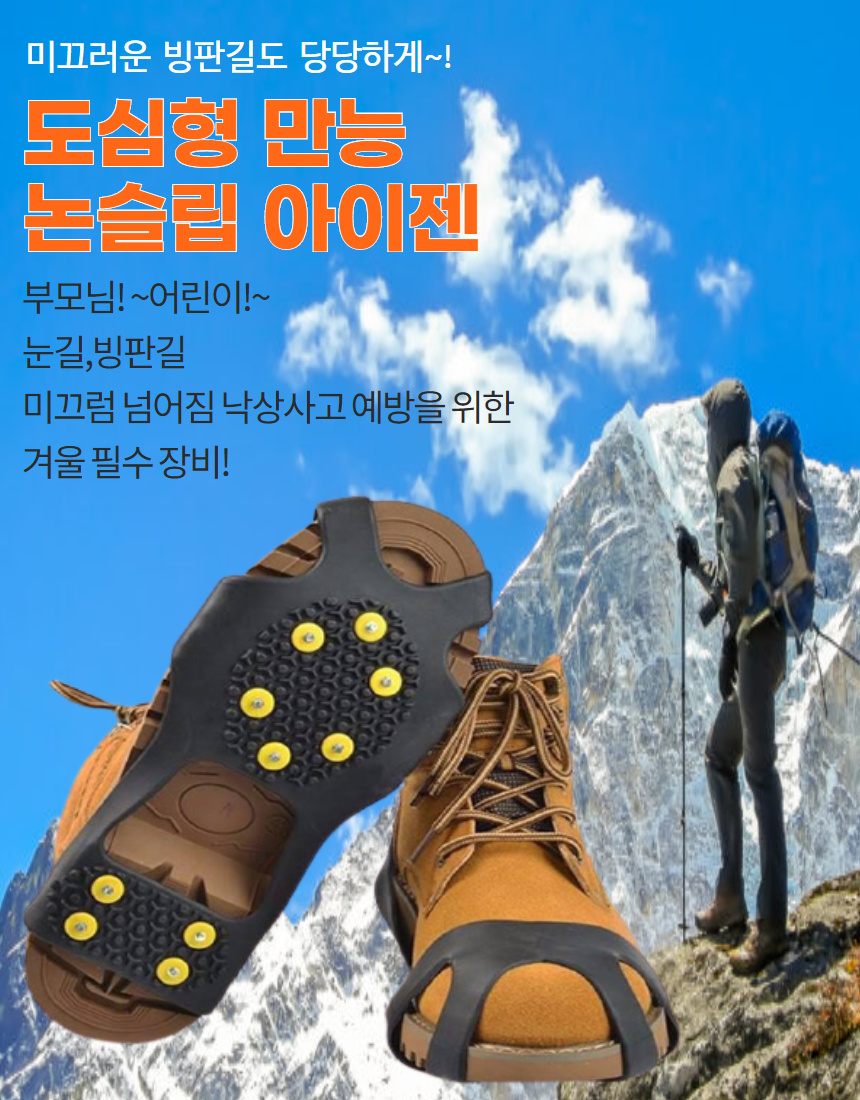 미끄러운 빙판길도 당당하게~!
도심형 만능
논슬립 아이젠
부모님! ~어린이!~
눈길,빙판길
미끄럼 넘어짐 낙상사고 예방을 위한
겨울 필수 장비!